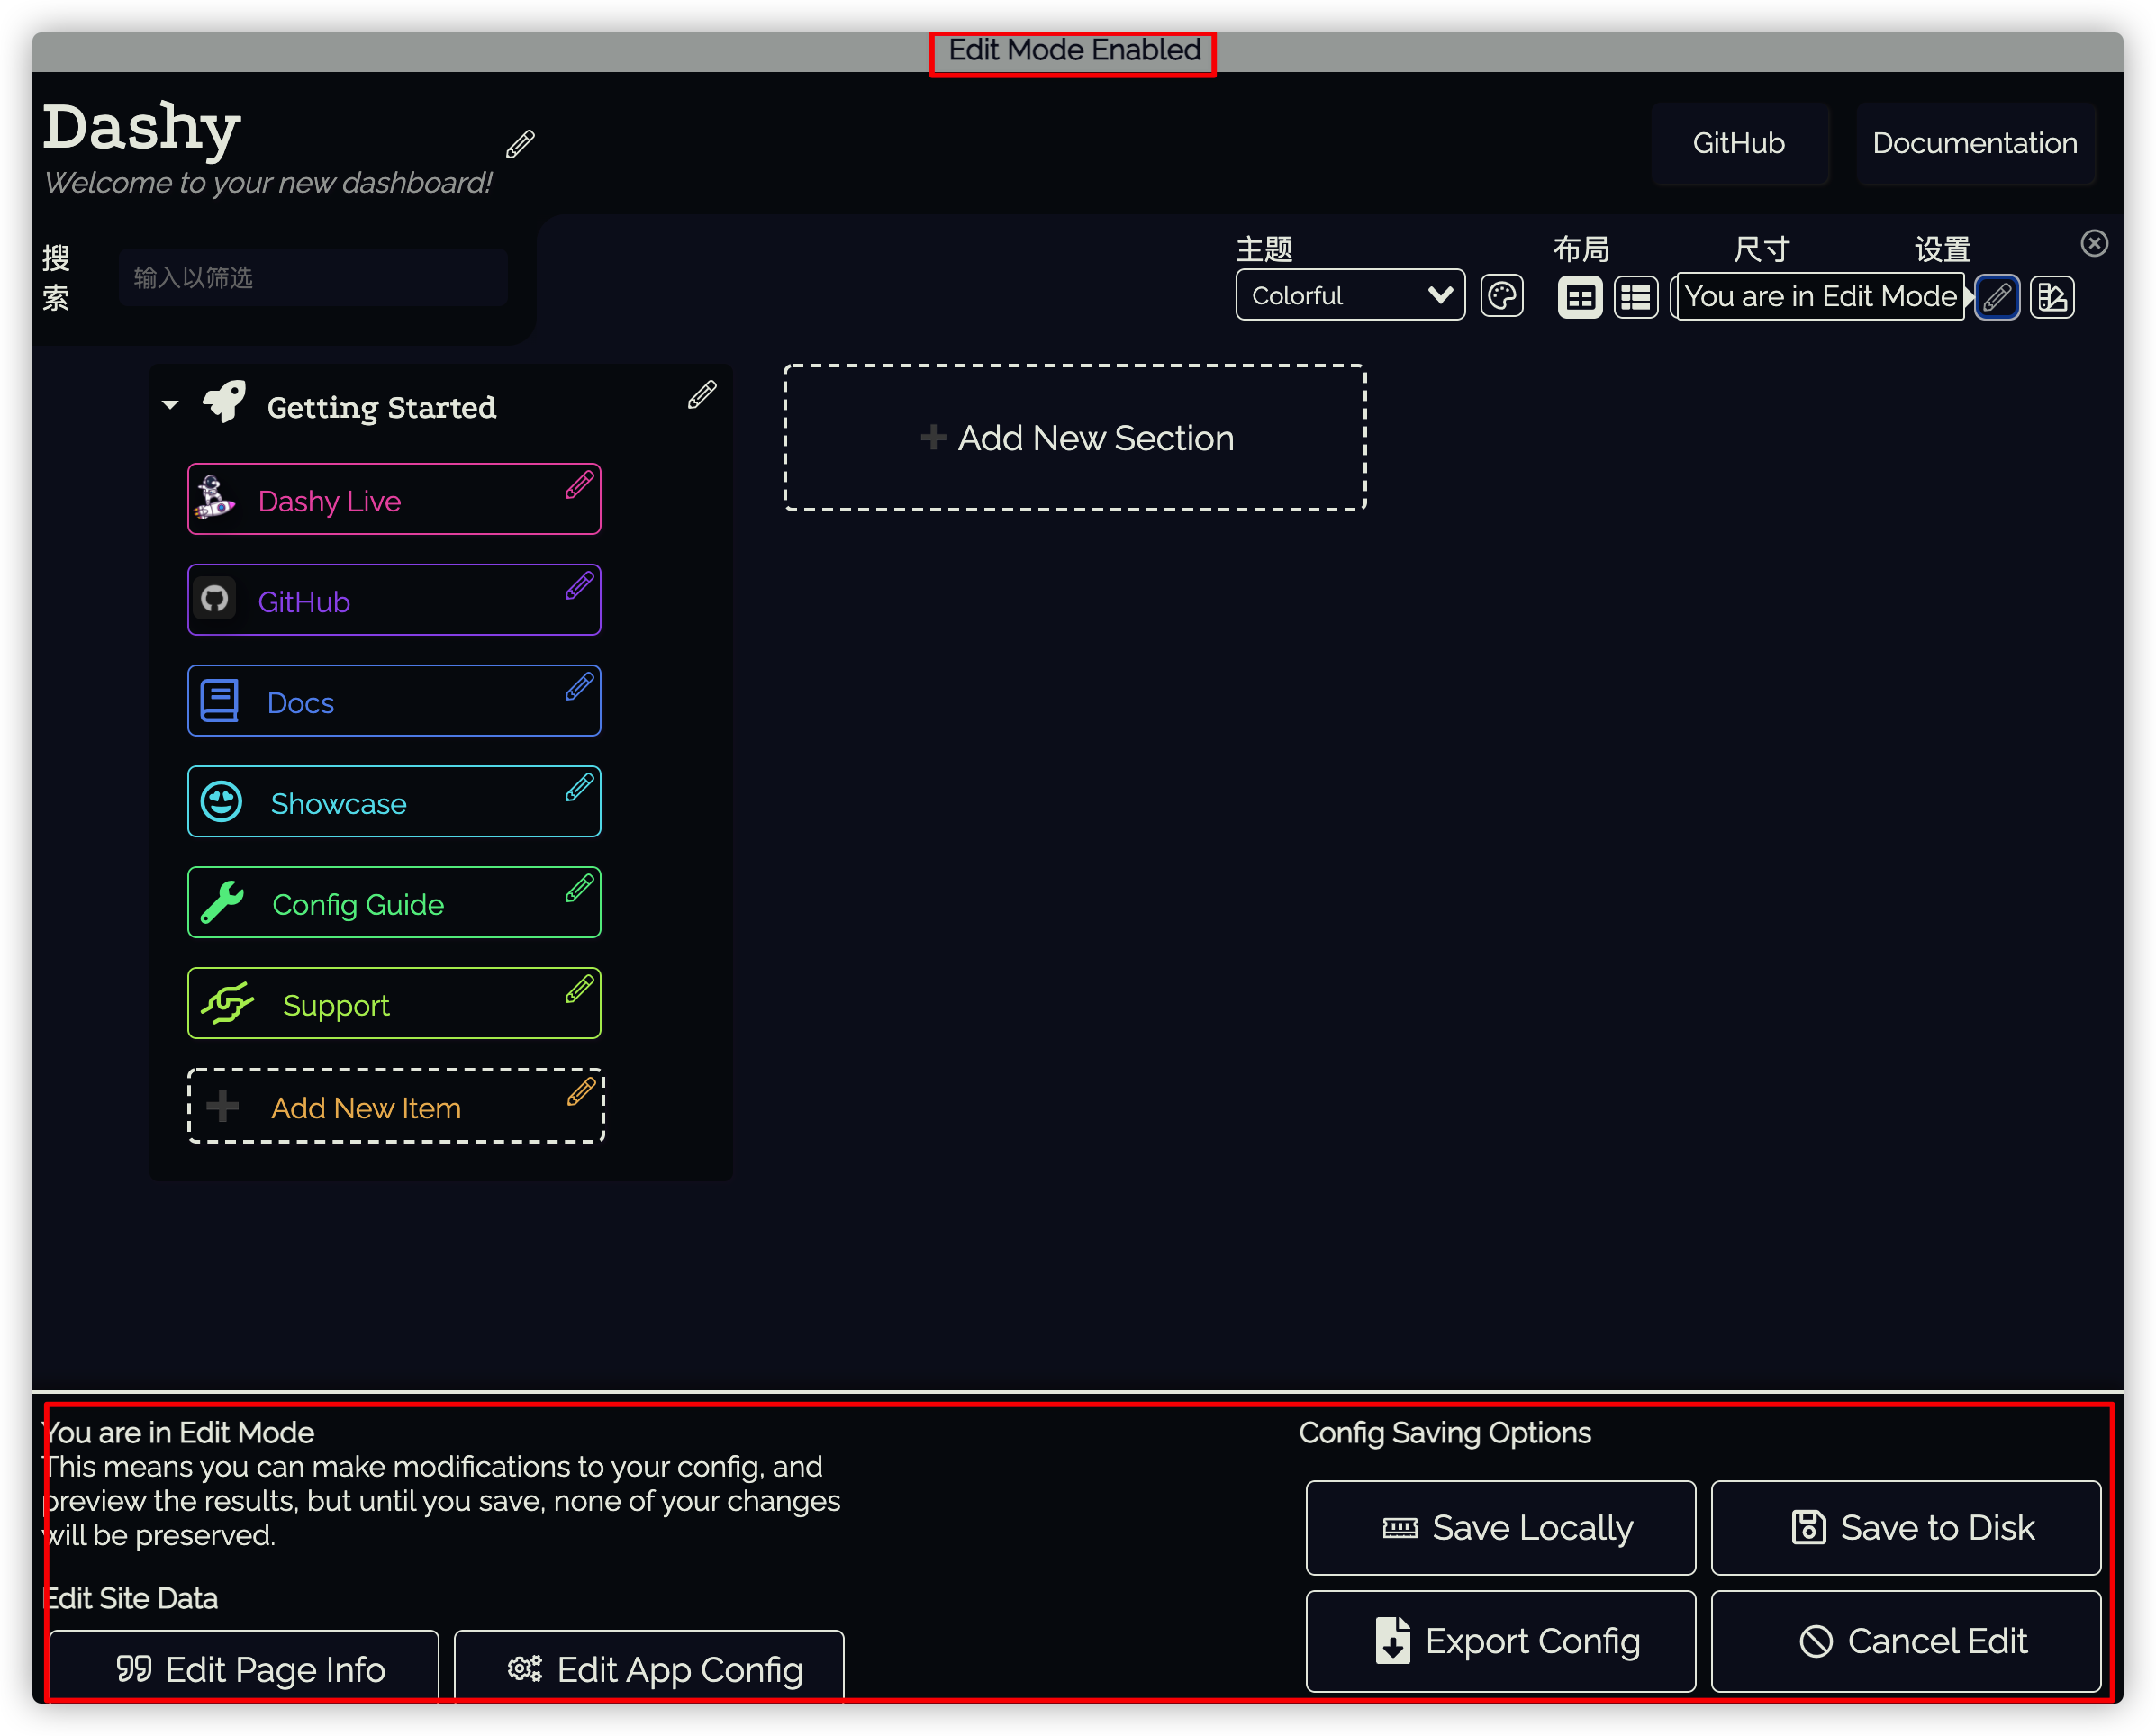 Edit Mode Enabled
Dashy
Welcome to your new dashboard!
GitHub
Documentation
搜
索
输入以筛选
主题
布局
尺寸
设置
Colorful
You are in Edit Mode
Getting Started
Add New Section
Dashy Live
GitHub
Docs
Showcase
Config Guide
Support
Add New Item
You are in Edit Mode
This means you can make modifications to your config, and
preview the results, but until you save, none of your changes
will be preserved.
Edit Site Data
Edit Page Info
Edit App Config
Config Saving Options
Save Locally
Save to Disk
Export Config
Cancel Edit